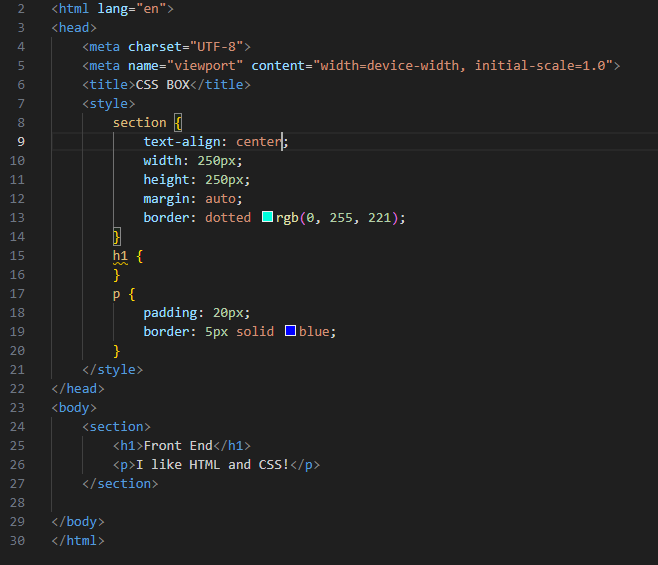 2 <html lang="en">
3 <head>
4     <meta charset="UTF-8">
5     <meta name="viewport" content="width=device-width, initial-scale=1.0">
6     <title>CSS BOX</title>
7     <style>
8         section {
9             text-align: center;
10             width: 250px;
11             height: 250px;
12             margin: auto;
13             border: dotted rgb(0, 255, 221);
14         }
15         h1 {
16         }
17         p {
18             padding: 20px;
19             border: 5px solid blue;
20         }
21     </style>
22 </head>
23 <body>
24     <section>
25         <h1>Front End</h1>
26         <p>I like HTML and CSS!</p>
27     </section>
28
29 </body>
30 </html>